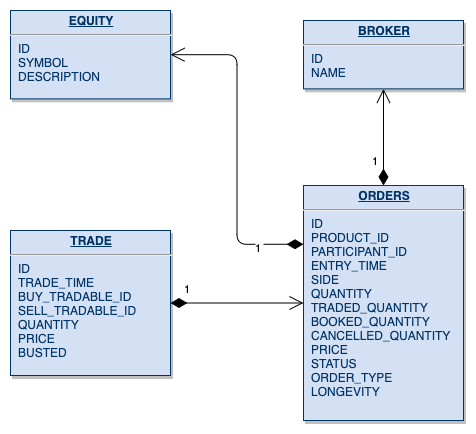 EQUITY
ID
SYMBOL
DESCRIPTION
BROKER
ID
NAME
1
1
TRADE
ID
TRADE_TIME
BUY_TRADABLE_ID
SELL_TRADABLE_ID
QUANTITY
PRICE
BUSTED
1
ORDERS
ID
PRODUCT_ID
PARTICIPANT_ID
ENTRY_TIME
SIDE
QUANTITY
TRADED_QUANTITY
BOOKED_QUANTITY
CANCELLED_QUANTITY
PRICE
STATUS
ORDER_TYPE
LONGEVITY